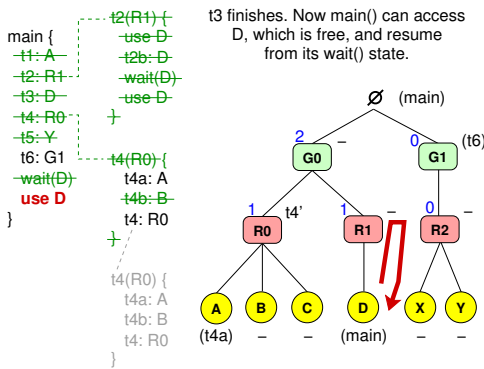 main {
t1: A
t2: R1
t3: D
t4: R0
t5: Y
t6: G1
wait(D)
use D
}
t2(R1) {
use D
t2b: D
wait(D)
use D
}
t4(R0) {
t4a: A
t4b: B
t4: R0
}
t4(R0) {
t4a: A
t4b: B
t4: R0
}
t3 finishes. Now main() can access
D, which is free, and resume
from its wait() state.
Ø (main)
2 G0 – 0 G1 (t6)
1 R0 t4' 1 R1 – 0 R2 –
A B C D X Y
(t4a) – – (main) – –